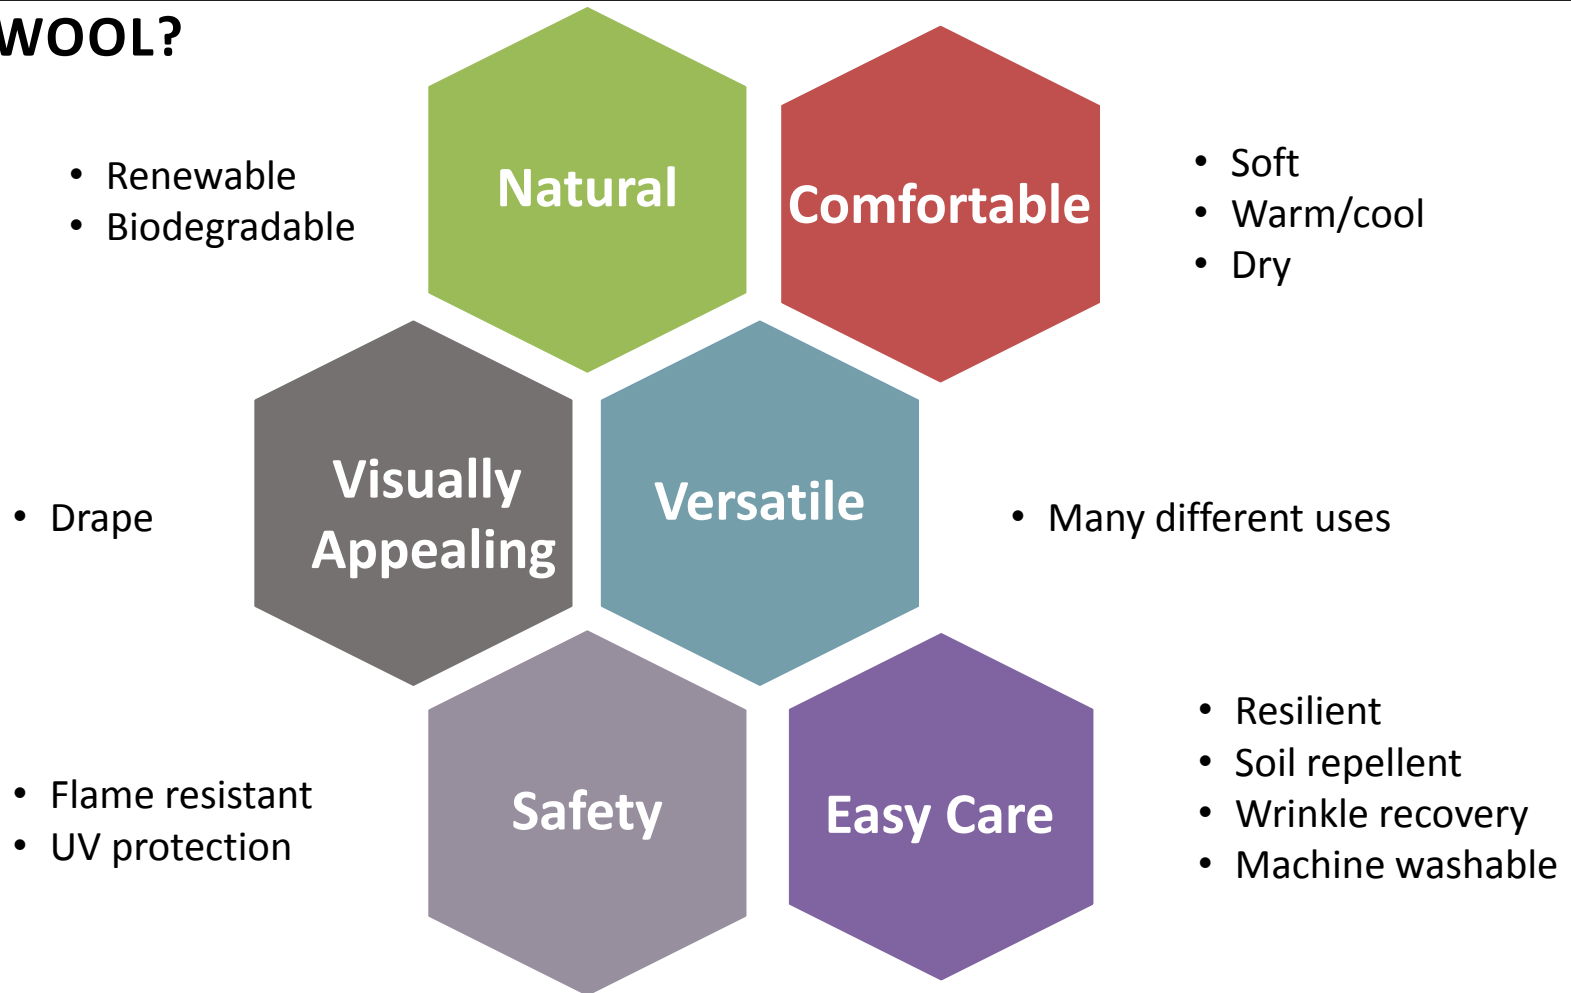 WOOL?
Natural
• Renewable
• Biodegradable
Comfortable
• Soft
• Warm/cool
• Dry
Visually
Appealing
• Drape
Versatile
• Many different uses
Safety
• Flame resistant
• UV protection
Easy Care
• Resilient
• Soil repellent
• Wrinkle recovery
• Machine washable